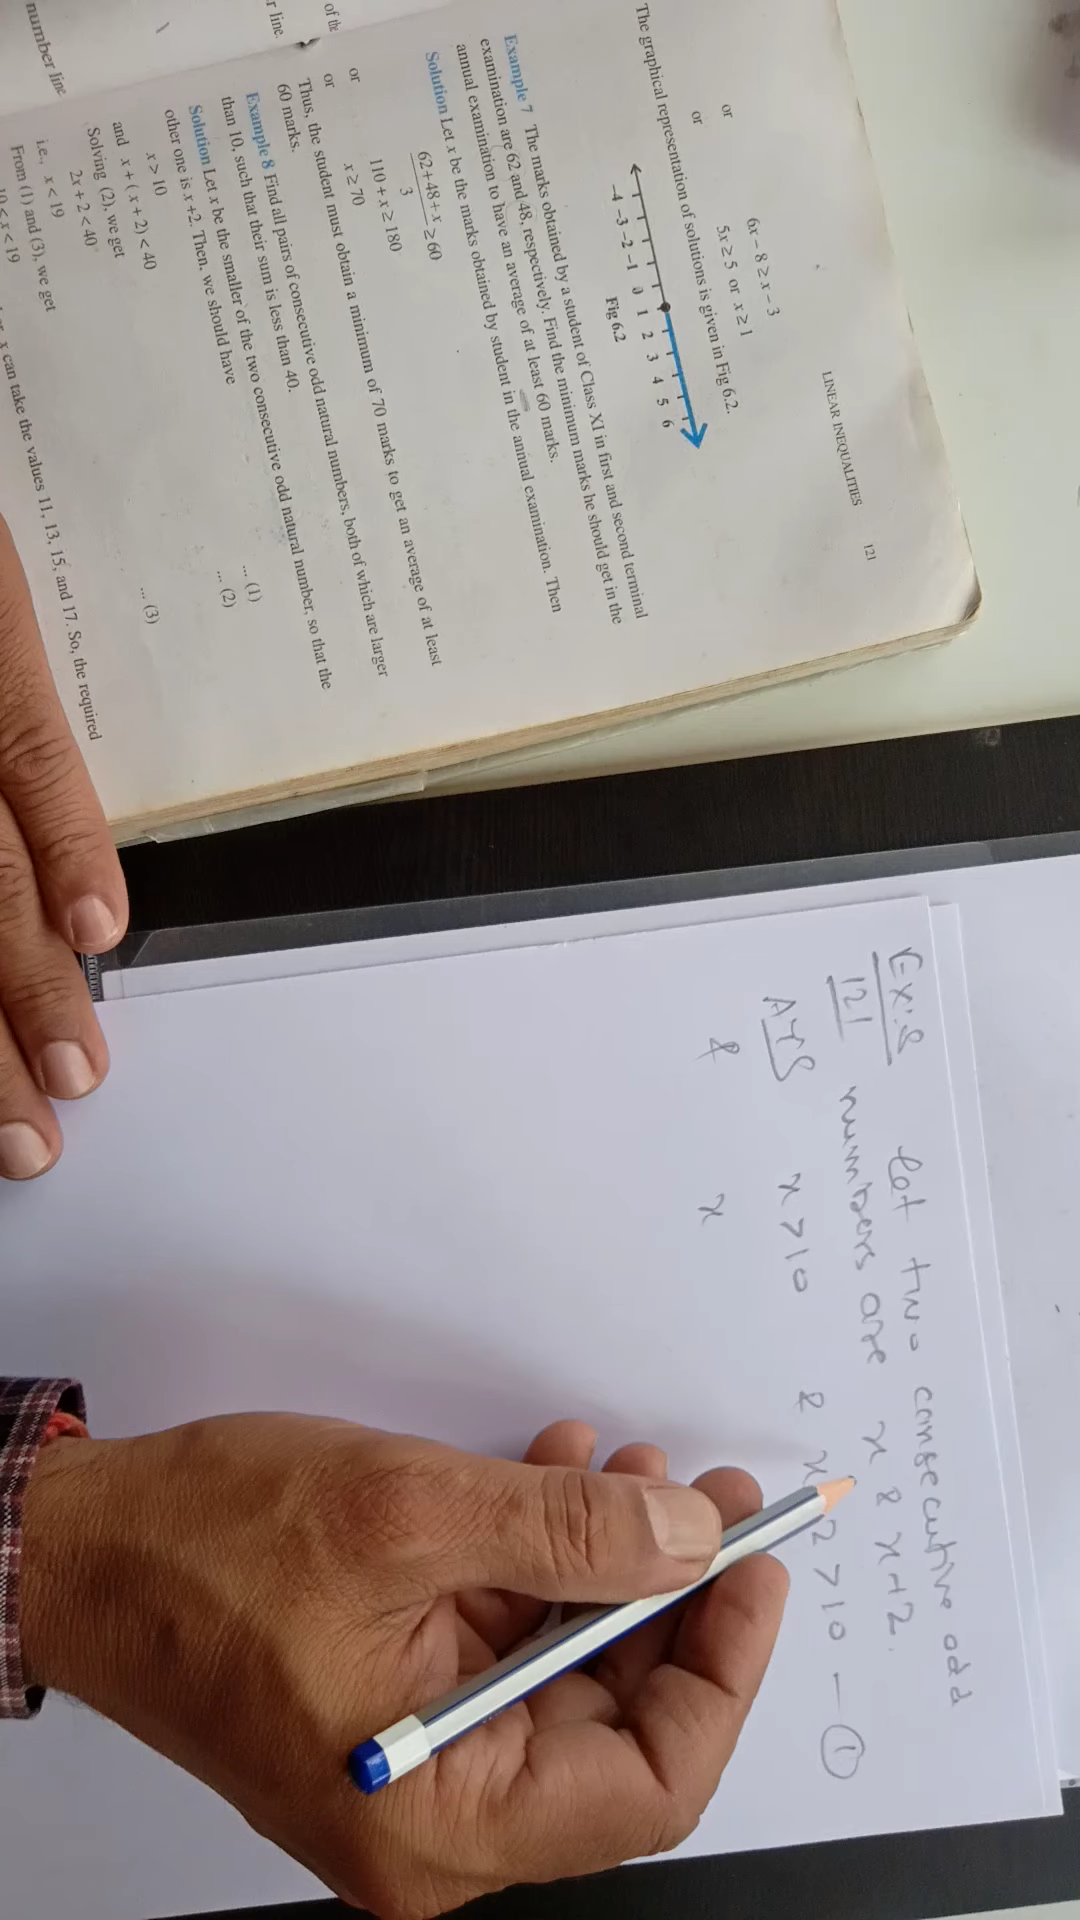 LINEAR INEQUALITIES 121
or 6x – 8 ≥ x – 3
or 5x ≥ 5 or x ≥ 1
The graphical representation of solutions is given in Fig 6.2.
–4 –3 –2 –1 0 1 2 3 4 5 6
Fig 6.2
Example 7 The marks obtained by a student of Class XI in first and second terminal
examination are 62 and 48, respectively. Find the minimum marks he should get in the
annual examination to have an average of at least 60 marks.
Solution Let x be the marks obtained by student in the annual examination. Then
62+48+x
3 ≥ 60
or 110 + x ≥ 180
or x ≥ 70
Thus, the student must obtain a minimum of 70 marks to get an average of at least
60 marks.
Example 8 Find all pairs of consecutive odd natural numbers, both of which are larger
than 10, such that their sum is less than 40.
Solution Let x be the smaller of the two consecutive odd natural number, so that the
other one is x +2. Then, we should have
x > 10 ... (1)
and x + ( x + 2) < 40 ... (2)
Solving (2), we get
2x + 2 < 40
i.e., x < 19 ... (3)
From (1) and (3), we get
10 < x < 19
x can take the values 11, 13, 15, and 17. So, the required
of the
r line.
number line
Ex:8 let two consecutive odd
121 numbers are x & x+2.
ATS x > 10 & x 2 > 10 — ①
& x